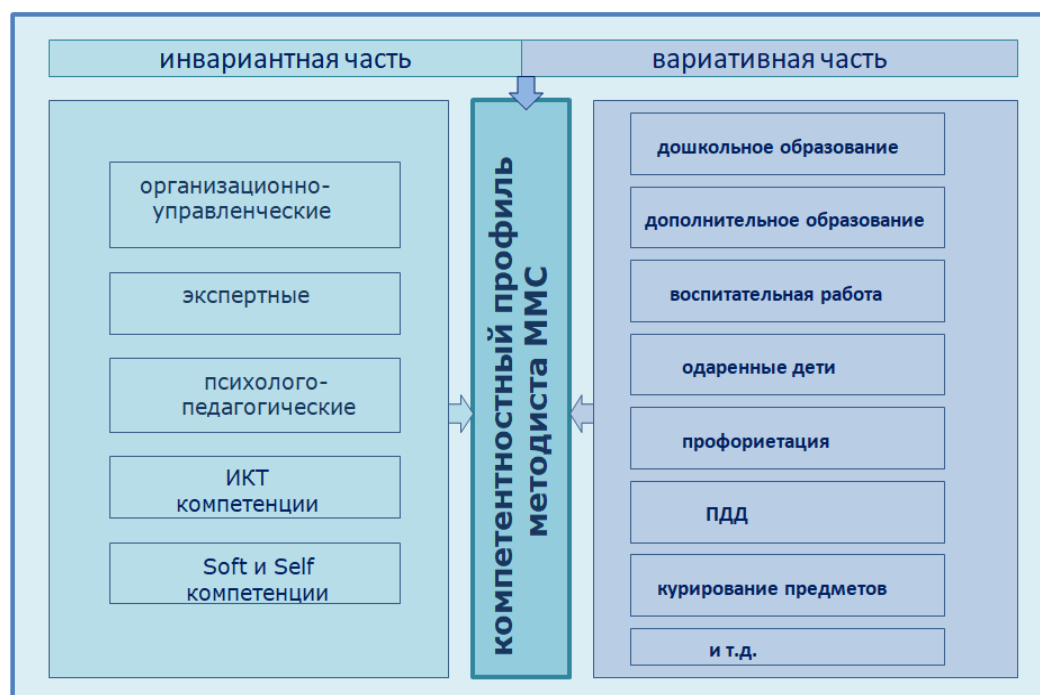 инвариантная часть
вариативная часть
организационно-
управленческие
экспертные
психолого-
педагогические
ИКТ
компетенции
Soft и Self
компетенции
компетентностный профиль
методиста ММС
дошкольное образование
дополнительное образование
воспитательная работа
одаренные дети
профориетация
ПДД
курирование предметов
и т.д.